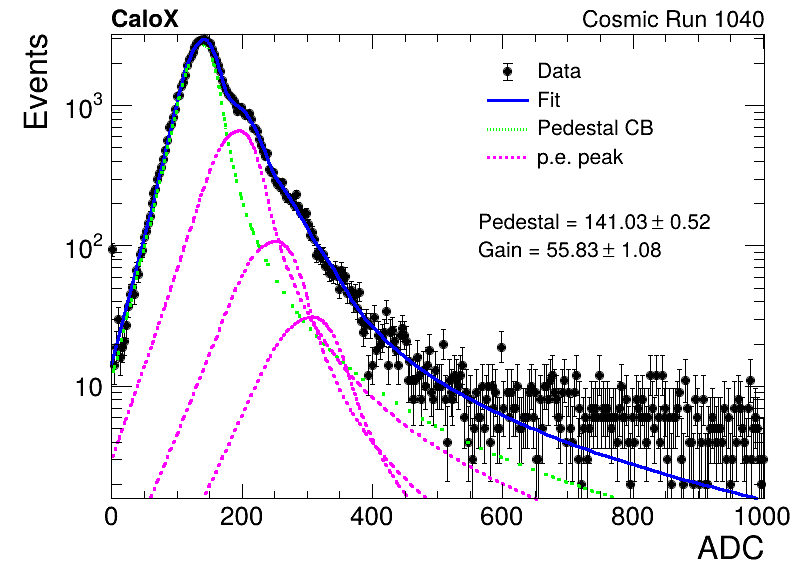 CaloX
Cosmic Run 1040
Events
Data
Fit
Pedestal CB
p.e. peak
Pedestal = 141.03 ± 0.52
Gain = 55.83 ± 1.08
10³
10²
10
0 200 400 600 800 1000
ADC